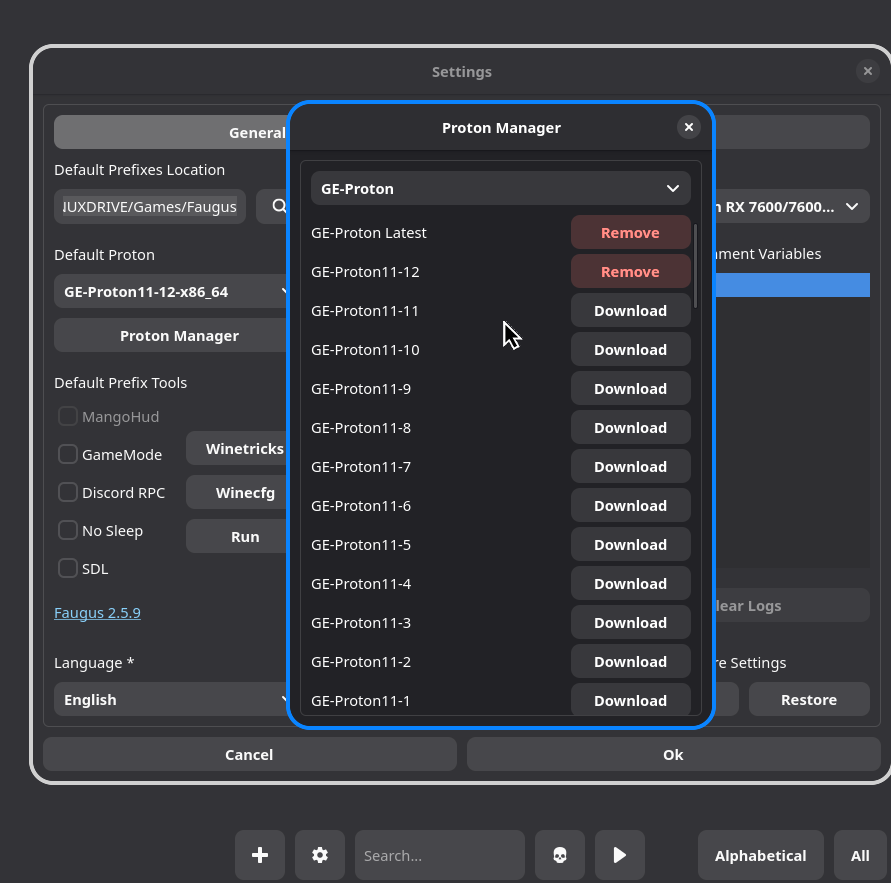 Settings
General
Default Prefixes Location
UXDRIVE/Games/Faugus
Default Proton
GE-Proton11-12-x86_64
Proton Manager
Default Prefix Tools
MangoHud
GameMode
Discord RPC
No Sleep
SDL
Winetricks
Winecfg
Run
Faugus 2.5.9
Language *
English
Proton Manager
GE-Proton
GE-Proton Latest Remove
GE-Proton11-12 Remove
GE-Proton11-11 Download
GE-Proton11-10 Download
GE-Proton11-9 Download
GE-Proton11-8 Download
GE-Proton11-7 Download
GE-Proton11-6 Download
GE-Proton11-5 Download
GE-Proton11-4 Download
GE-Proton11-3 Download
GE-Proton11-2 Download
GE-Proton11-1 Download
RX 7600/7600...
Variables
Logs
Settings
Restore
Cancel Ok
Search...
Alphabetical All